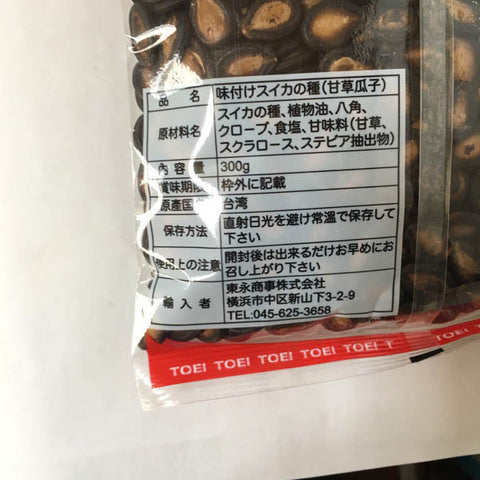 品 名 味付けスイカの種(甘草瓜子)
原材料名 スイカの種、植物油、八角、
クローブ、食塩、甘味料(甘草、
スクラロース、ステビア抽出物)
内容量 300g
賞味期限 枠外に記載
原産国名 台湾
保存方法 直射日光を避け常温で保存して
下さい
使用上の注意 開封後は出来るだけお早めにお
召し上がり下さい
輸入者 東永商事株式会社
横浜市中区新山下3-2-9
TEL:045-625-3658
TOEI TOEI TOEI TOEI TOEI T